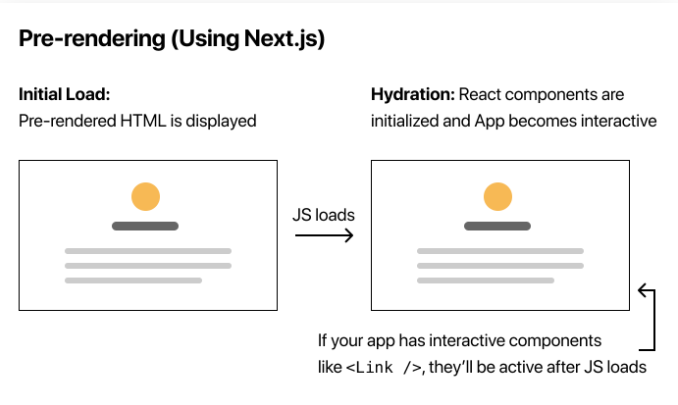 Pre-rendering (Using Next.js)
Initial Load:
Pre-rendered HTML is displayed
Hydration: React components are
initialized and App becomes interactive
JS loads
If your app has interactive components
like <Link />, they’ll be active after JS loads